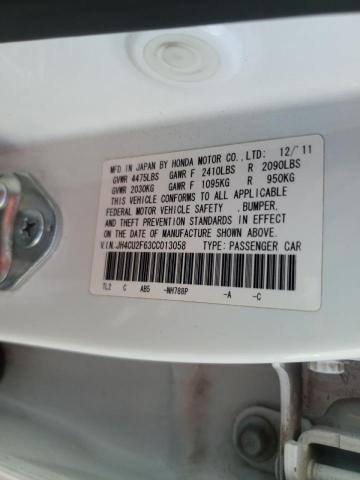 MFD. IN JAPAN BY HONDA MOTOR CO.,LTD: 12/'11
GVWR 4475LBS GAWR F 2410LBS R 2090LBS
GVWR 2030KG GAWR F 1095KG R 950KG
THIS VEHICLE CONFORMS TO ALL APPLICABLE
FEDERAL MOTOR VEHICLE SAFETY ,BUMPER,
AND THEFT PREVENTION STANDARDS IN EFFECT ON
THE DATE OF MANUFACTURE SHOWN ABOVE.
V.I.N. JH4CU2F63CC013058 TYPE: PASSENGER CAR
TL2 C AB5 -NH788P -A -C